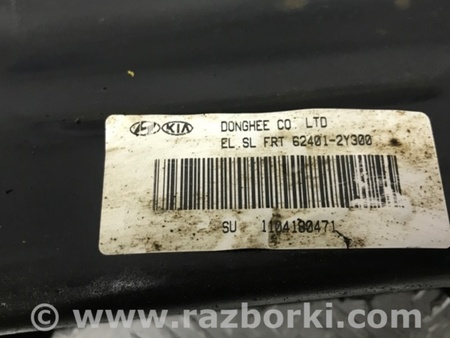 KIA DONGHEE CO. LTD
EL.SL FRT 62401-2Y300
SU 1104180471
© www.razborki.com